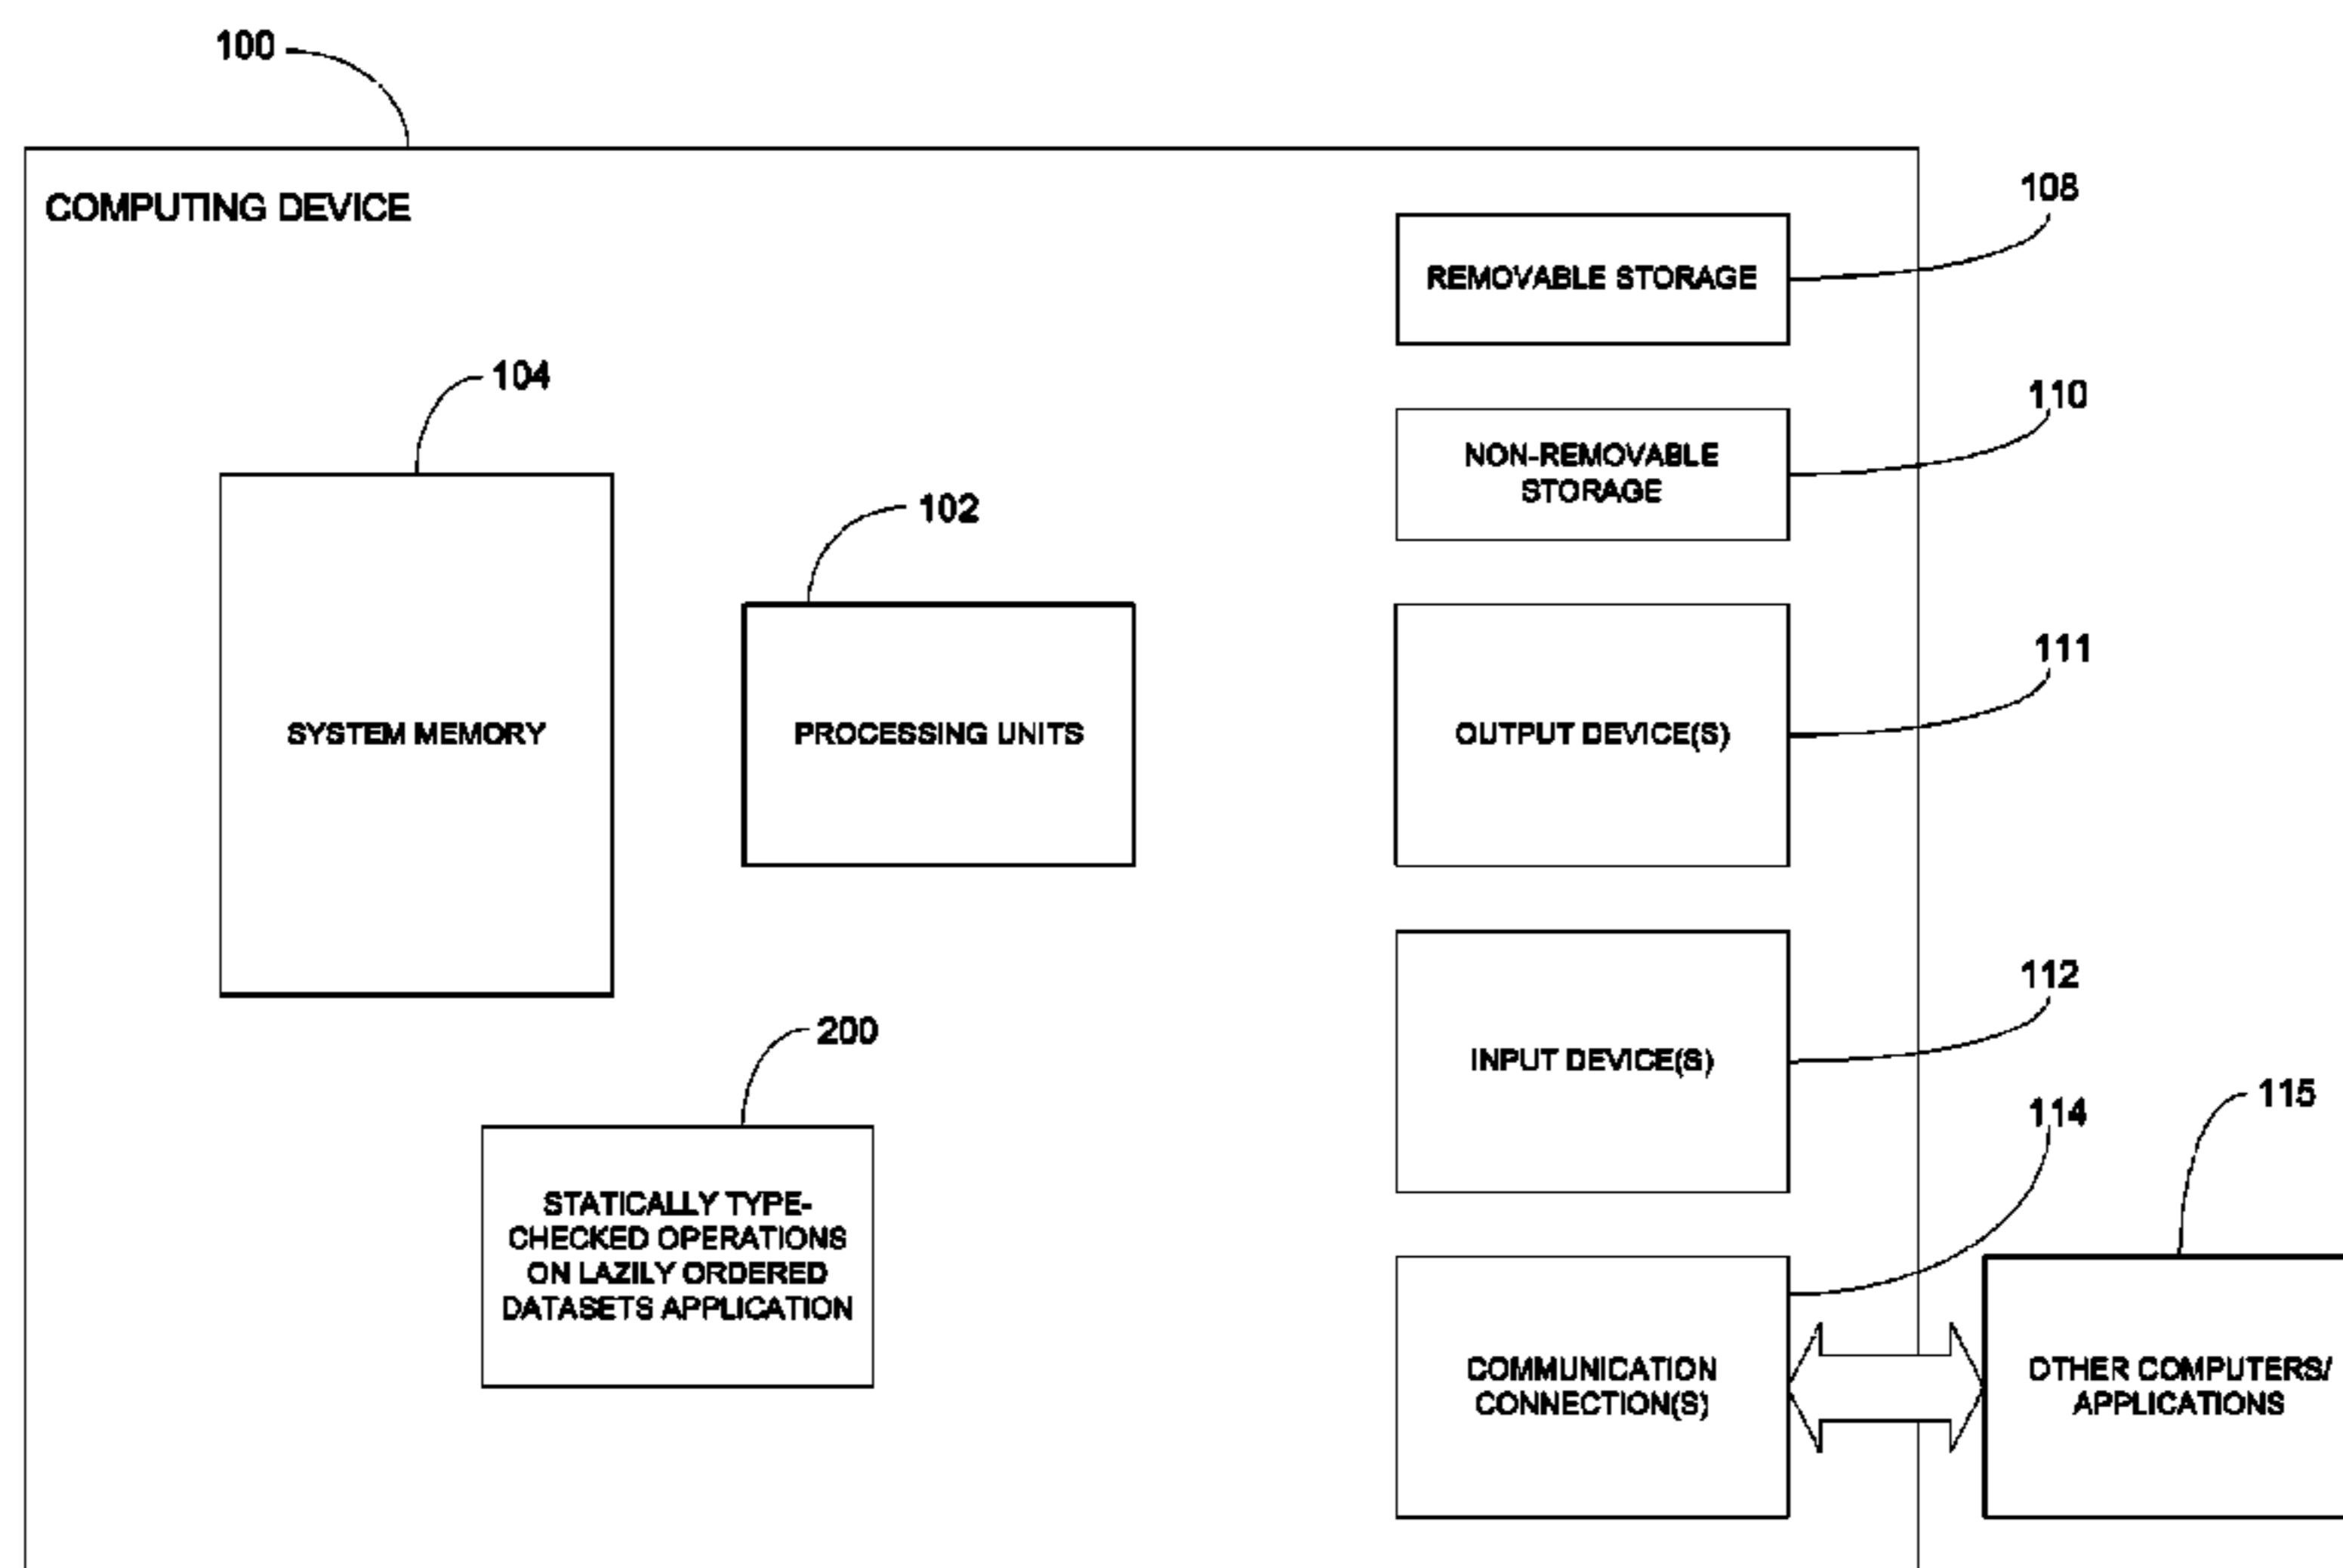 100
COMPUTING DEVICE
108
REMOVABLE STORAGE
104
110
NON-REMOVABLE
STORAGE
102
111
SYSTEM MEMORY
PROCESSING UNITS
OUTPUT DEVICE(S)
112
200
INPUT DEVICE(S)
115
114
STATICALLY TYPE-
CHECKED OPERATIONS
ON LAZILY ORDERED
DATASETS APPLICATION
COMMUNICATION
CONNECTION(S)
OTHER COMPUTERS/
APPLICATIONS